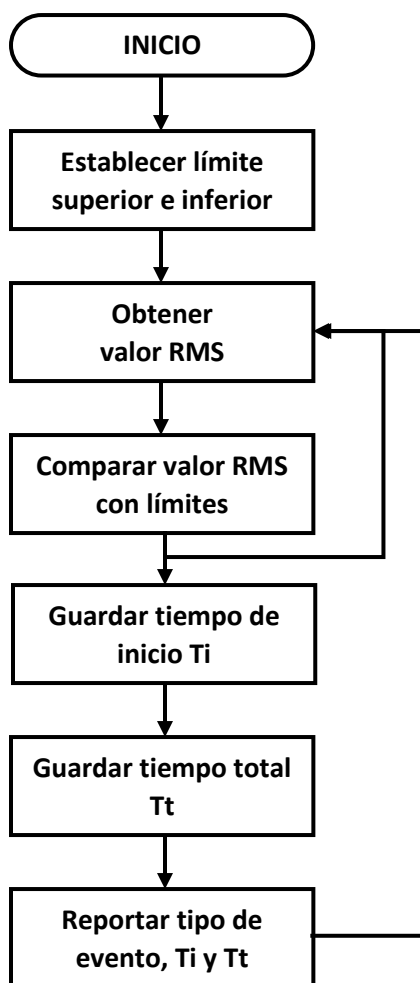 INICIO
Establecer límite
superior e inferior
Obtener
valor RMS
Comparar valor RMS
con límites
Guardar tiempo de
inicio Ti
Guardar tiempo total
Tt
Reportar tipo de
evento, Ti y Tt